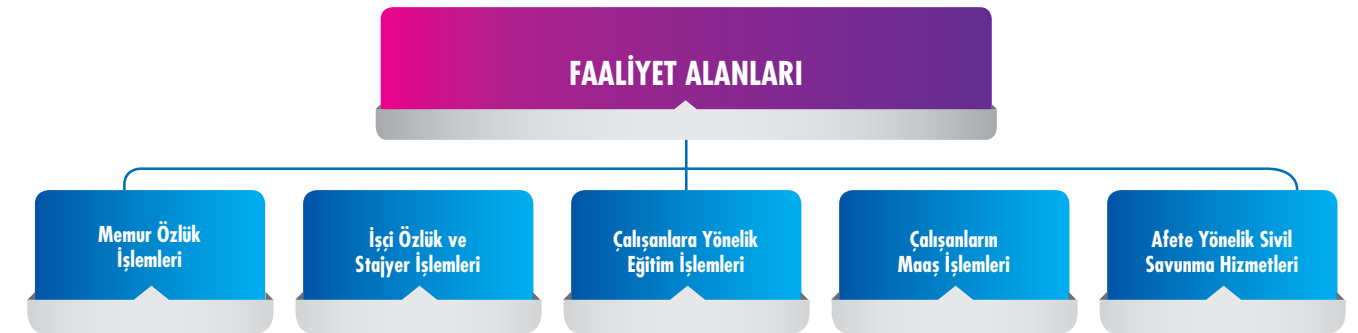 FAALİYET ALANLARI
Memur Özlük
İşlemleri
İşçi Özlük ve
Stajyer İşlemleri
Çalışanlara Yönelik
Eğitim İşlemleri
Çalışanların
Maaş İşlemleri
Afete Yönelik Sivil
Savunma Hizmetleri